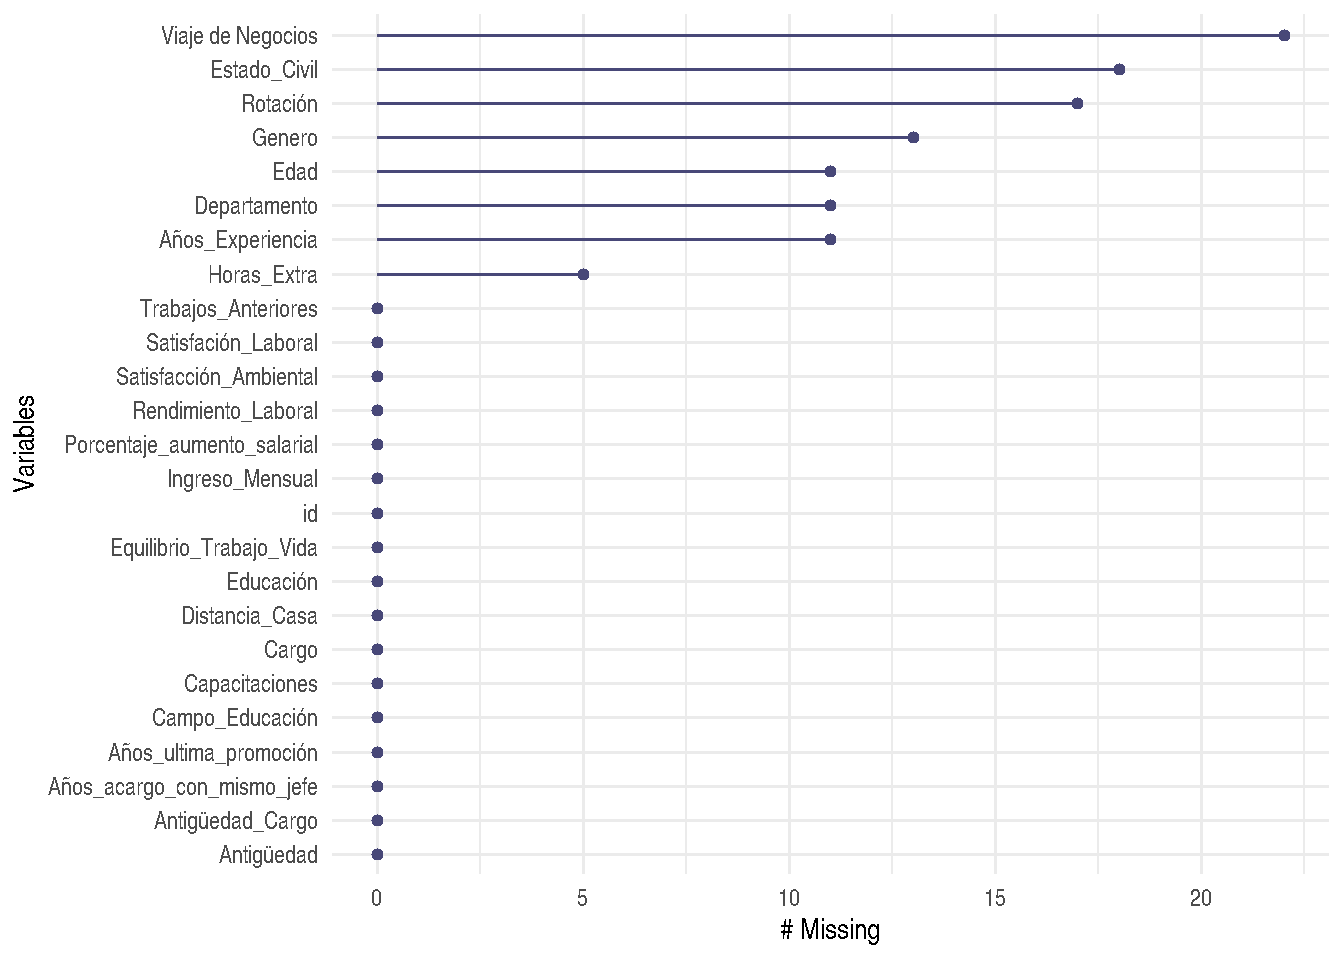 Viaje de Negocios
Estado_Civil
Rotación
Genero
Edad
Departamento
Años_Experiencia
Horas_Extra
Trabajos_Anteriores
Satisfación_Laboral
Satisfacción_Ambiental
Rendimiento_Laboral
Porcentaje_aumento_salarial
Ingreso_Mensual
id
Equilibrio_Trabajo_Vida
Educación
Distancia_Casa
Cargo
Capacitaciones
Campo_Educación
Años_ultima_promoción
Años_acargo_con_mismo_jefe
Antigüedad_Cargo
Antigüedad
Variables
0 5 10 15 20
# Missing